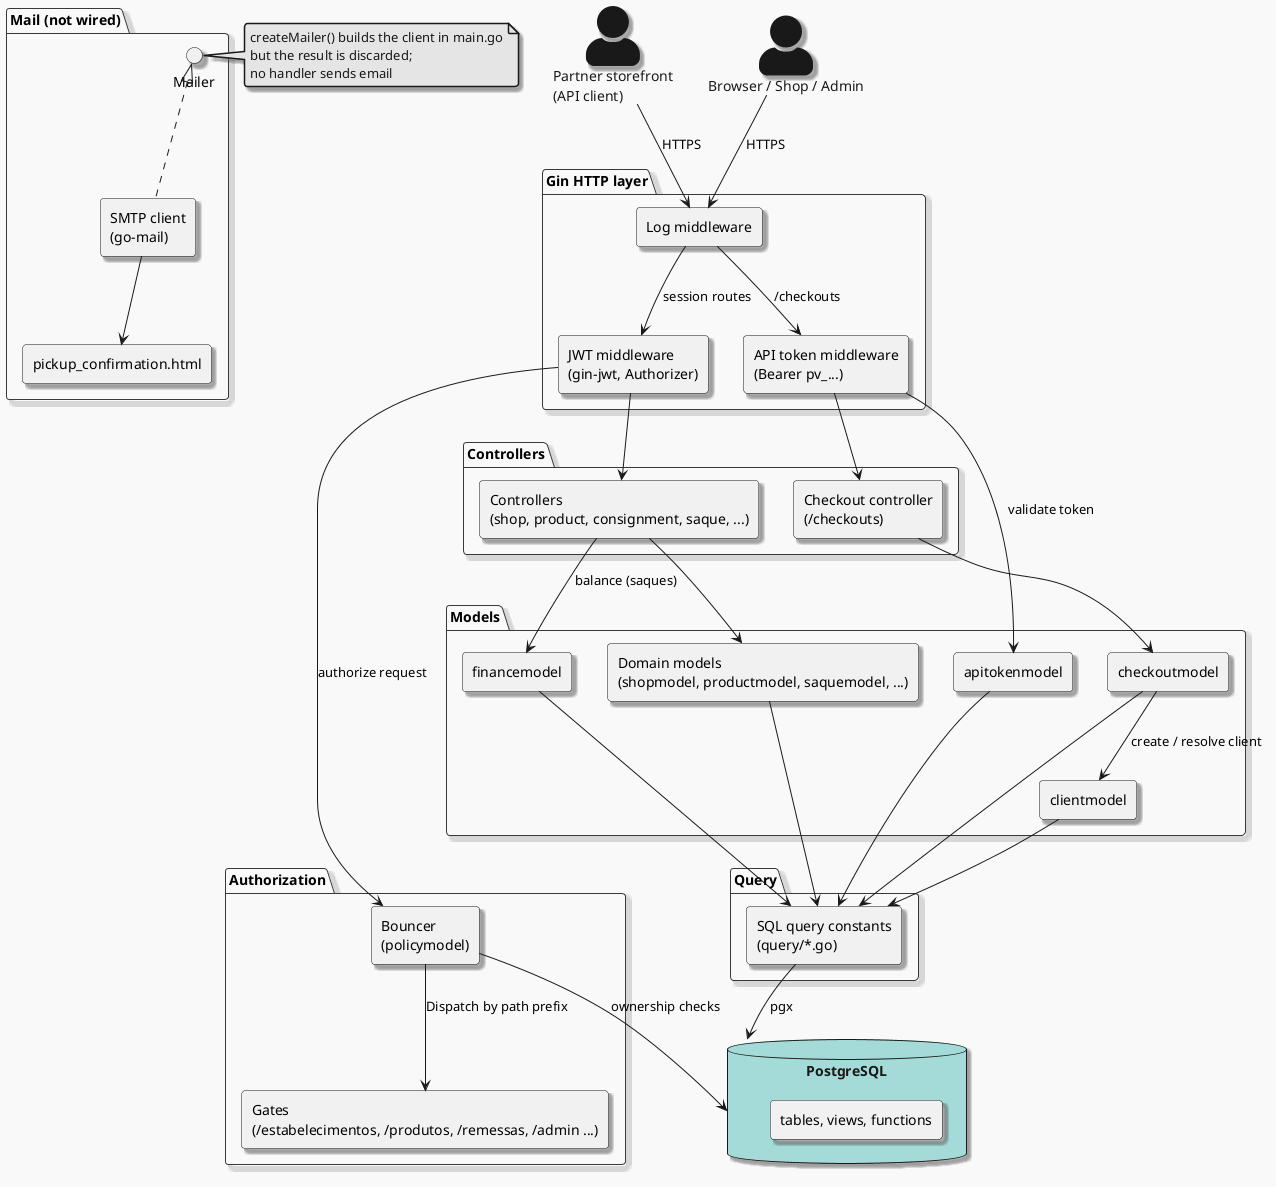 Mail (not wired)
Mailer
createMailer() builds the client in main.go
but the result is discarded;
no handler sends email
SMTP client
(go-mail)
pickup_confirmation.html
Partner storefront
(API client)
Browser / Shop / Admin
HTTPS
HTTPS
Gin HTTP layer
Log middleware
session routes
/checkouts
JWT middleware
(gin-jwt, Authorizer)
API token middleware
(Bearer pv_...)
Controllers
Controllers
(shop, product, consignment, saque, ...)
Checkout controller
(/checkouts)
validate token
balance (saques)
authorize request
Models
financemodel
Domain models
(shopmodel, productmodel, saquemodel, ...)
apitokenmodel
checkoutmodel
create / resolve client
clientmodel
Authorization
Bouncer
(policymodel)
Query
SQL query constants
(query/*.go)
Dispatch by path prefix
ownership checks
pgx
Gates
(/estabelecimentos, /produtos, /remessas, /admin ...)
PostgreSQL
tables, views, functions